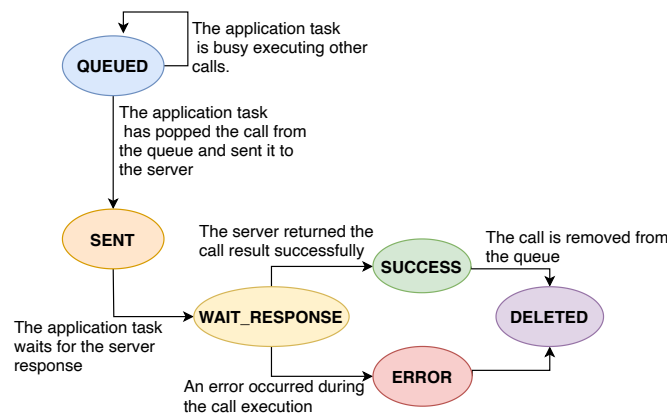 The application task
is busy executing other
calls.
QUEUED
The application task
has popped the call from
the queue and sent it to
the server
SENT
The server returned the
call result successfully
SUCCESS
The call is removed from
the queue
WAIT_RESPONSE
DELETED
The application task
waits for the server
response
An error occurred during
the call execution
ERROR